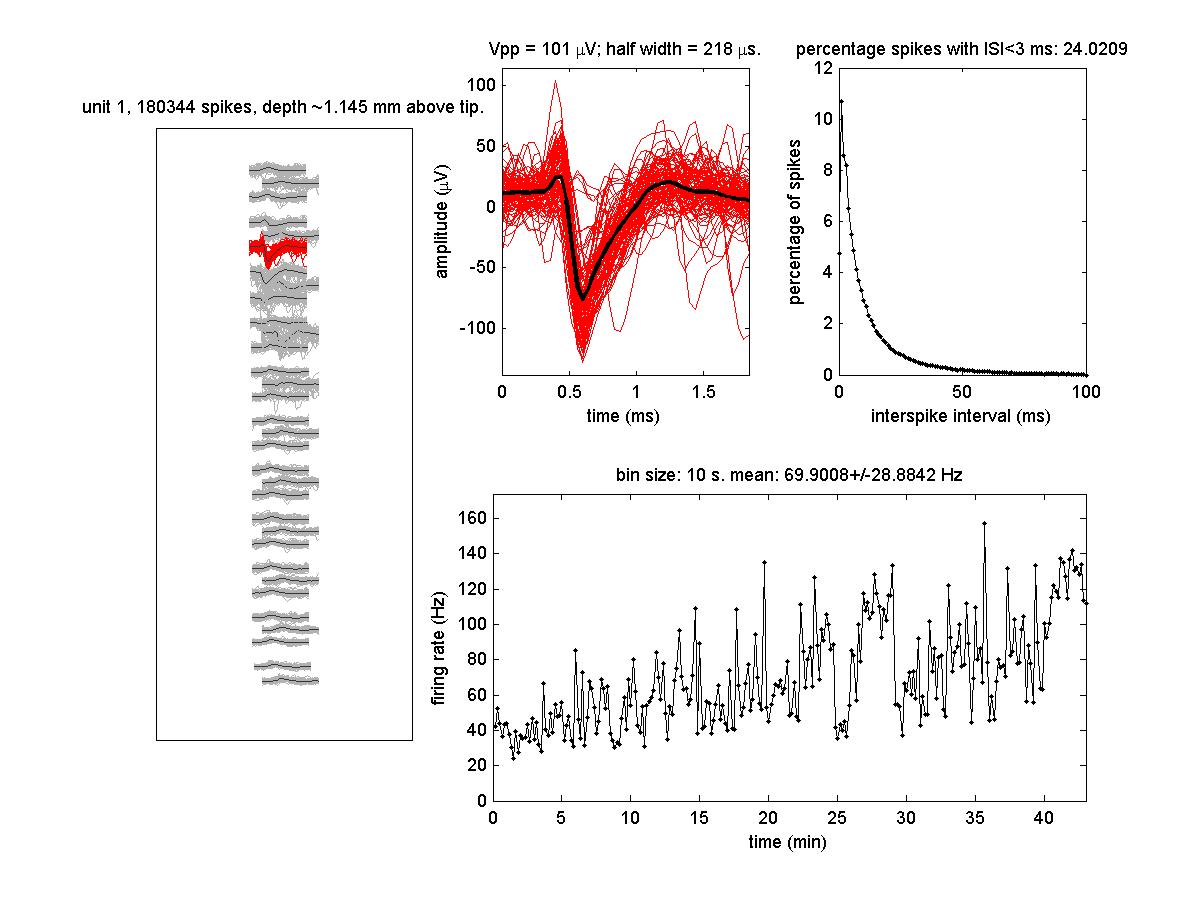 unit 1, 180344 spikes, depth ~1.145 mm above tip.
Vpp = 101 μV; half width = 218 μs.
100
50
0
-50
-100
amplitude (μV)
0 0.5 1 1.5
time (ms)
percentage spikes with ISI<3 ms: 24.0209
12
10
8
6
4
2
0
percentage of spikes
0 50 100
interspike interval (ms)
bin size: 10 s. mean: 69.9008+/-28.8842 Hz
160
140
120
100
80
60
40
20
0
firing rate (Hz)
0 5 10 15 20 25 30 35 40
time (min)